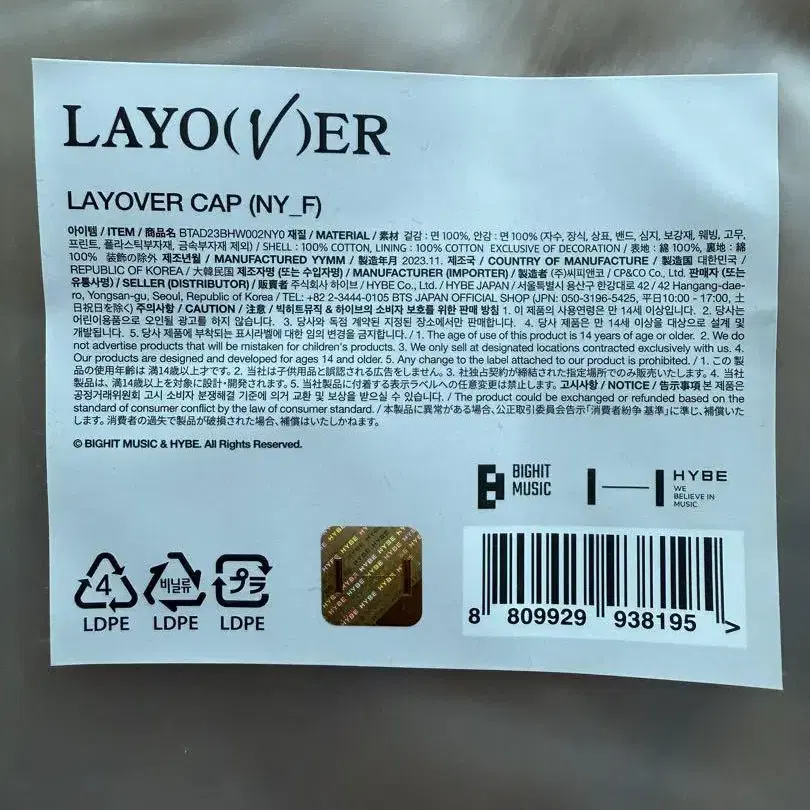 LAYO(V)ER
LAYOVER CAP (NY_F)
아이템 / ITEM / 商品名 BTAD23BHW002NY0 재질 / MATERIAL / 素材 겉감 : 면 100%, 안감 : 면 100% (자수, 장식, 상표, 밴드, 심지, 보강재, 웨빙, 고무,
프린트, 플라스틱부자재, 금속부자재 제외) / SHELL : 100% COTTON, LINING : 100% COTTON EXCLUSIVE OF DECORATION / 表地 : 綿 100%, 裏地 : 綿
100% 装飾の除外 제조년월 / MANUFACTURED YYMM / 製造年月 2023.11. 제조국 / COUNTRY OF MANUFACTURE / 製造国 대한민국 /
REPUBLIC OF KOREA / 大韓民国 제조자명 (또는 수입자명) / MANUFACTURER (IMPORTER) / 製造者 (주)씨피앤코 / CP&CO Co., Ltd. 판매자 (또는
유통사명) / SELLER (DISTRIBUTOR) / 販賣者 주식회사 하이브 / HYBE Co., Ltd. / HYBE JAPAN / 서울특별시 용산구 한강대로 42 / 42 Hangang-dae-
ro, Yongsan-gu, Seoul, Republic of Korea / TEL: +82 2-3444-0105 BTS JAPAN OFFICIAL SHOP (JPN: 050-3196-5425, 平日10:00 - 17:00, 土
日祝日を除く) 주의사항 / CAUTION / 注意 / 빅히트뮤직 & 하이브의 소비자 보호를 위한 판매 방침 1. 이 제품의 사용연령은 만 14세 이상입니다. 2. 당사는
어린이용품으로 오인될 광고를 하지 않습니다. 3. 당사와 독점 계약된 지정된 장소에서만 판매합니다. 4. 당사 제품은 만 14세 이상을 대상으로 설계 및
개발됩니다. 5. 당사 제품에 부착되는 표시라벨에 대한 임의 변경을 금지합니다./ 1. The age of use of this product is 14 years of age or older. 2. We do
not advertise products that will be mistaken for children's products. 3. We only sell at designated locations contracted exclusively with us. 4.
Our products are designed and developed for ages 14 and older. 5. Any change to the label attached to our product is prohibited. / 1. この製
品の使用年齢は 満14歳以上才です. 2. 当社は子供用品と誤認される広告をしません. 3. 社独占契約が締結された指定場所でのみ販売いたします. 4. 当社
製品は、満14歳以上を対象に設計・開発されます. 5. 当社製品に付着する表示ラベルへの任意変更は禁止します. 고시사항 / NOTICE / 告示事項 본 제품은
공정거래위원회 고시 소비자 분쟁해결 기준에 의거 교환 및 보상을 받으실 수 있습니다. / The product could be exchanged or refunded based on the
standard of consumer conflict by the law of consumer standard. / 本製品に異常がある場合、公正取引委員会告示「消費者紛争 基準」に準じ、補償いた
します。消費者の過失で製品が破損された場合、補償はいたしかねます。
© BIGHIT MUSIC & HYBE. All Rights Reserved.
BIGHIT
MUSIC
HYBE
WE
BELIEVE IN
MUSIC
4
LDPE
비닐류
LDPE
プラ
LDPE
HYBE HYBE HYBE
8 809929 938195 >